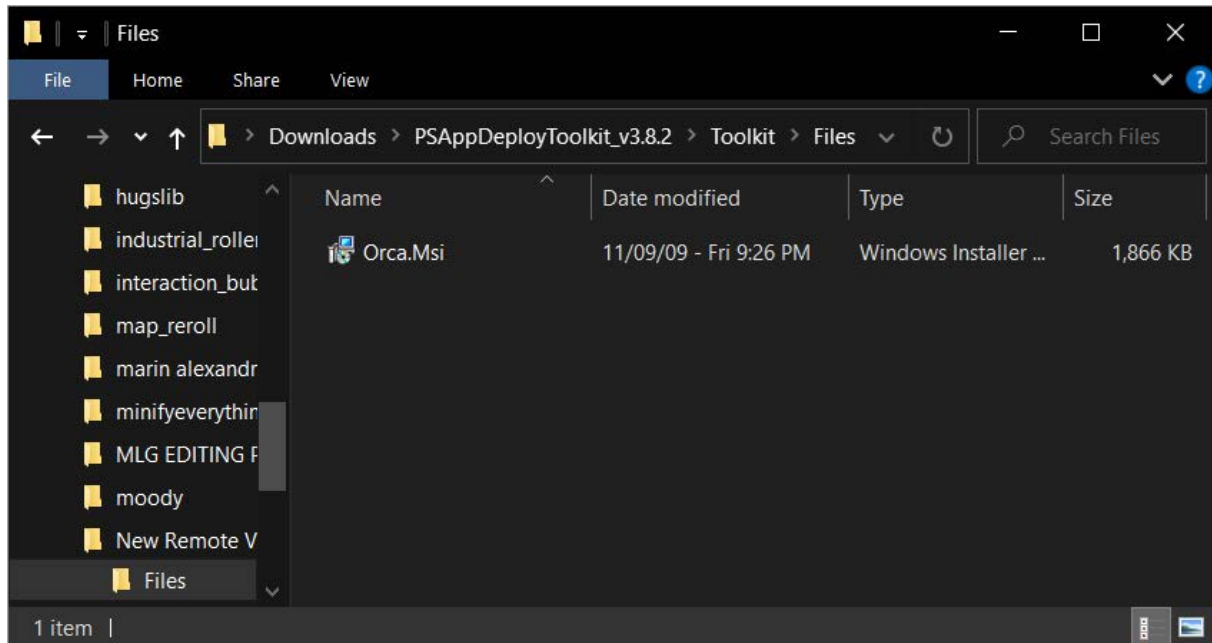 Files
File Home Share View
Downloads > PSAppDeployToolkit_v3.8.2 > Toolkit > Files Search Files
hugslib
industrial_roller
interaction_bub
map_reroll
marin alexandr
minifyeverythin
MLG EDITING P
moody
New Remote V
Files
Name Date modified Type Size
Orca.Msi 11/09/09 - Fri 9:26 PM Windows Installer ... 1,866 KB
1 item